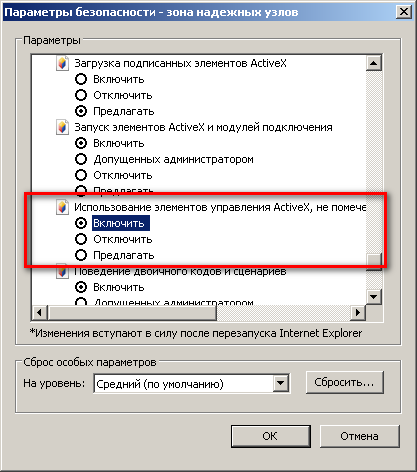 Параметры безопасности - зона надежных узлов
Параметры
Загрузка подписанных элементов ActiveX
Включить
Отключить
Предлагать
Запуск элементов ActiveX и модулей подключения
Включить
Допущенных администратором
Отключить
Предлагать
Использование элементов управления ActiveX, не помече
Включить
Отключить
Предлагать
Поведение двоичного кодов и сценариев
Включить
Допущенных администратором
*Изменения вступают в силу после перезапуска Internet Explorer
Сброс особых параметров
На уровень:
Средний (по умолчанию)
Сбросить...
OK
Отмена